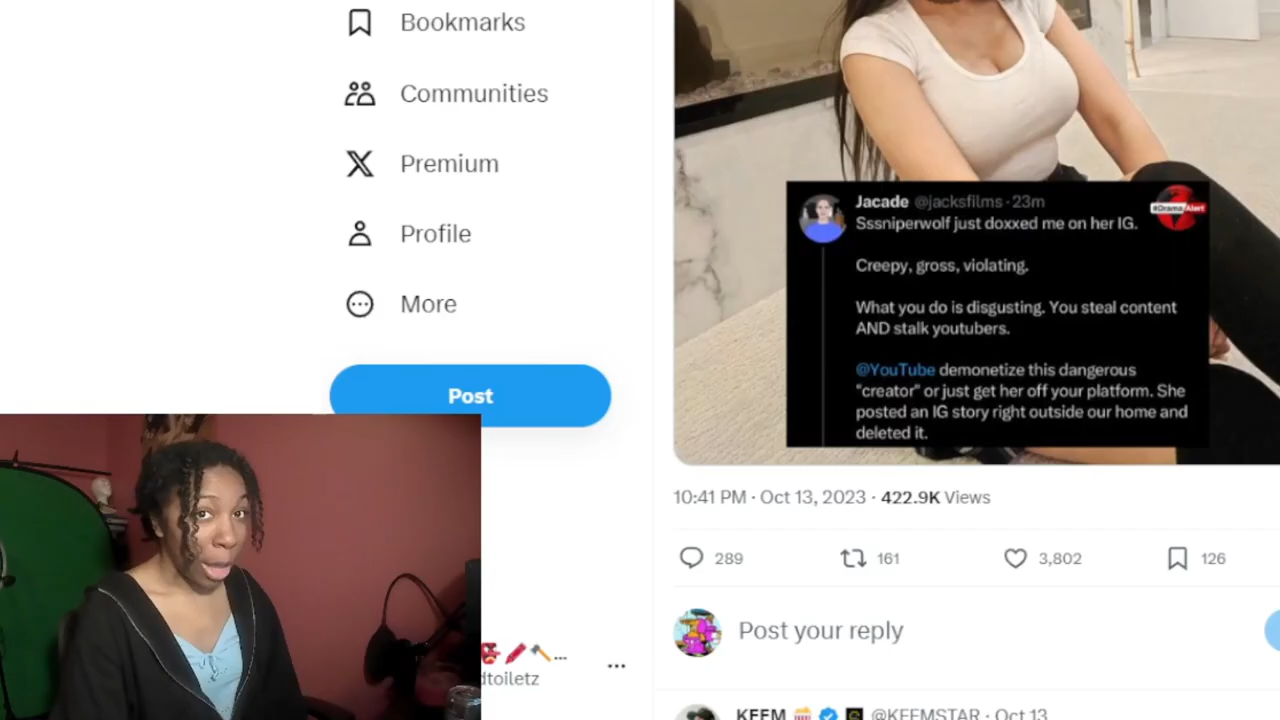 Bookmarks
Communities
Premium
Profile
More
Post
dtoiletz
Jacade @jacksfilms · 23m
#DramaAlert
Sssniperwolf just doxxed me on her IG.
Creepy, gross, violating.
What you do is disgusting. You steal content
AND stalk youtubers.
@YouTube demonetize this dangerous
"creator" or just get her off your platform. She
posted an IG story right outside our home and
deleted it.
10:41 PM · Oct 13, 2023 · 422.9K Views
289 161 3,802 126
Post your reply
KEEM @KEEMSTAR · Oct 13